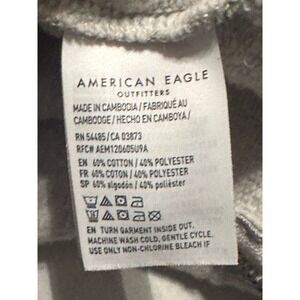 AMERICAN EAGLE
OUTFITTERS
MADE IN CAMBODIA / FABRIQUÉ AU
CAMBODGE / HECHO EN CAMBOYA /
RN 54485/ CA 03873
RFC# AEM120605U9A
EN 60% COTTON / 40% POLYESTER
FR 60% COTON / 40% POLYESTER
SP 60% algodón / 40% poliéster
EN TURN GARMENT INSIDE OUT.
MACHINE WASH COLD, GENTLE CYCLE.
USE ONLY NON-CHLORINE BLEACH IF